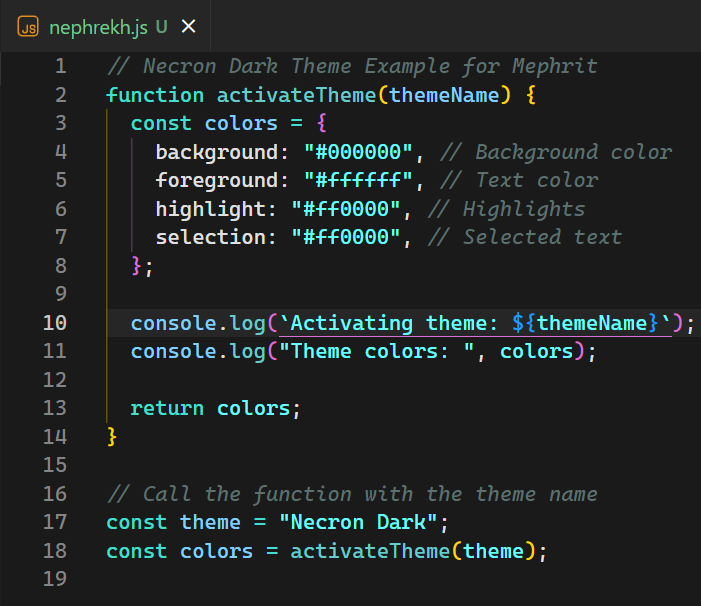 JS nephrekh.js U ✕
1 // Necron Dark Theme Example for Mephrit
2 function activateTheme(themeName) {
3   const colors = {
4     background: "#000000", // Background color
5     foreground: "#ffffff", // Text color
6     highlight: "#ff0000", // Highlights
7     selection: "#ff0000", // Selected text
8   };
9
10   console.log(`Activating theme: ${themeName}`);
11   console.log("Theme colors: ", colors);
12
13   return colors;
14 }
15
16 // Call the function with the theme name
17 const theme = "Necron Dark";
18 const colors = activateTheme(theme);
19